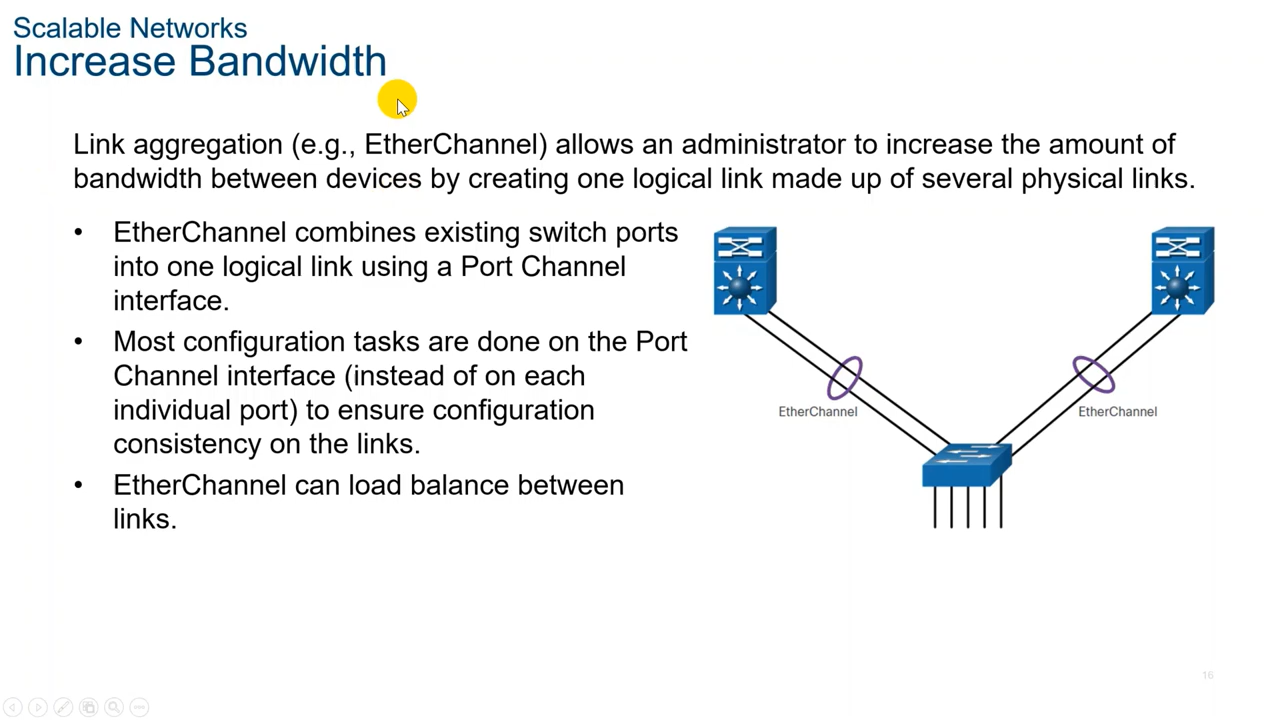 Scalable Networks
Increase Bandwidth
Link aggregation (e.g., EtherChannel) allows an administrator to increase the amount of
bandwidth between devices by creating one logical link made up of several physical links.
• EtherChannel combines existing switch ports
into one logical link using a Port Channel
interface.
• Most configuration tasks are done on the Port
Channel interface (instead of on each
individual port) to ensure configuration
consistency on the links.
• EtherChannel can load balance between
links.
EtherChannel
EtherChannel
16